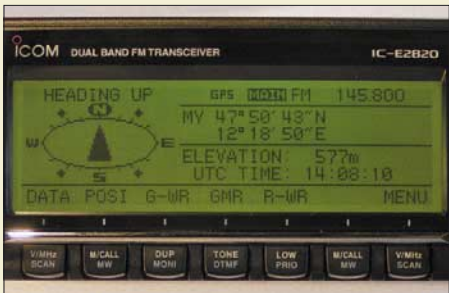 ICOM DUAL BAND FM TRANSCEIVER IC-E2820
HEADING UP GPS MAIN FM 145.800
N
W E
S
MY 47°50'43"N
12°18'50"E
ELEVATION: 577m
UTC TIME: 14:08:10
DATA POSI G-WR GMR R-WR MENU
V/MHz SCAN
M/CALL MW
DUP MONI
TONE DTMF
LOW PRIO
M/CALL MW
V/MHz SCAN